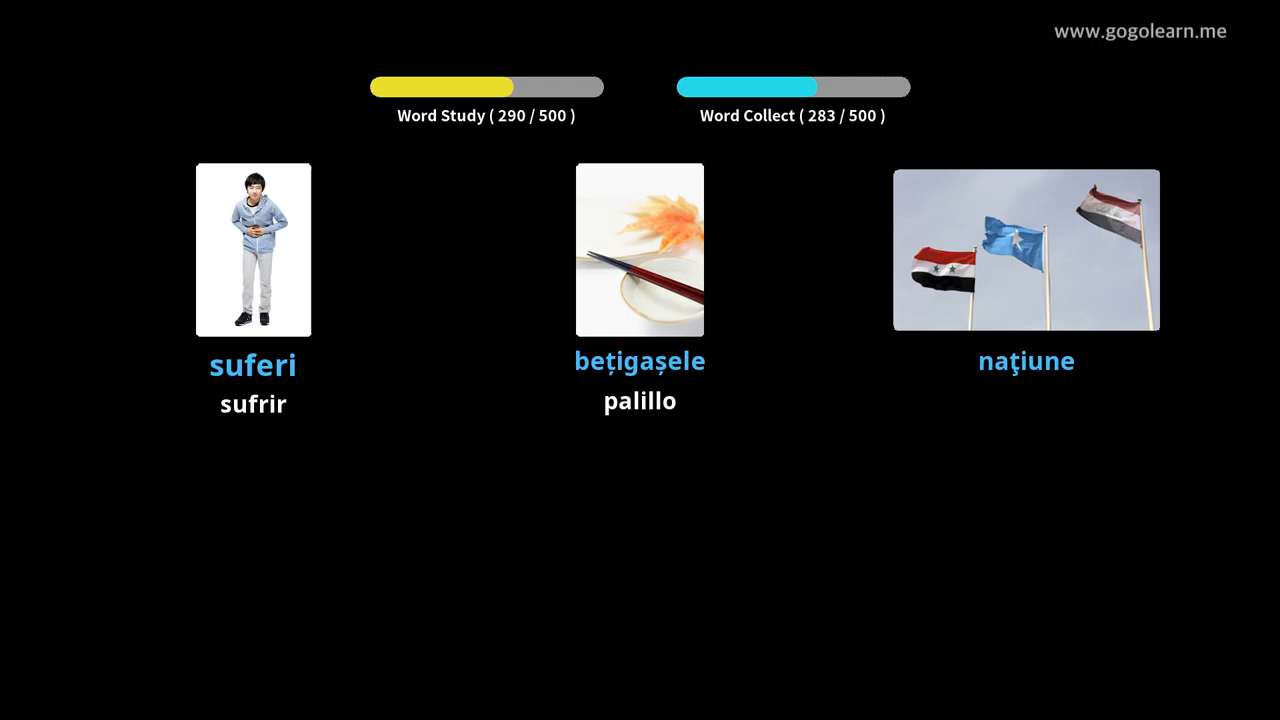 www.gogolearn.me
Word Study ( 290 / 500 )
Word Collect ( 283 / 500 )
suferi
sufrir
bețigașele
palillo
naţiune